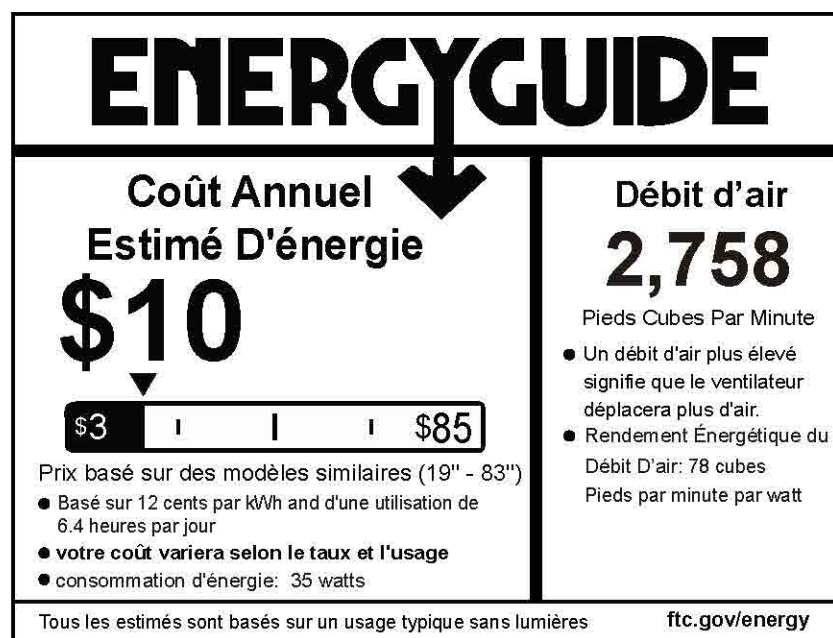 ENERGYGUIDE
Coût Annuel
Estimé D'énergie
$10
$3 $85
Prix basé sur des modèles similaires (19" - 83")
● Basé sur 12 cents par kWh and d'une utilisation de
6.4 heures par jour
● votre coût variera selon le taux et l'usage
● consommation d'énergie: 35 watts
Débit d'air
2,758
Pieds Cubes Par Minute
● Un débit d'air plus élevé
signifie que le ventilateur
déplacera plus d'air.
● Rendement Énergétique du
Débit D'air: 78 cubes
Pieds par minute par watt
Tous les estimés sont basés sur un usage typique sans lumières
ftc.gov/energy